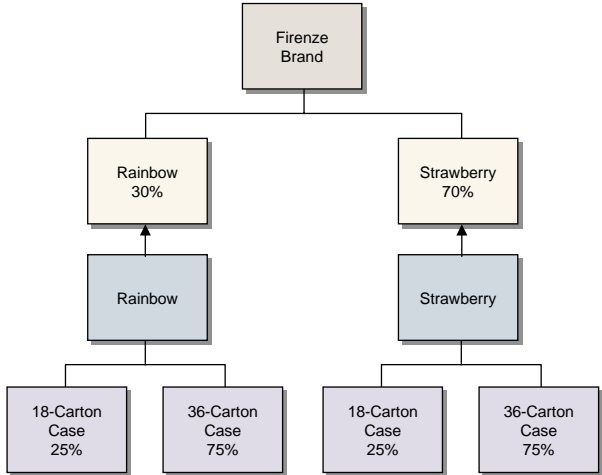 Firenze
Brand
Rainbow
30%
Strawberry
70%
Rainbow
Strawberry
18-Carton
Case
25%
36-Carton
Case
75%
18-Carton
Case
25%
36-Carton
Case
75%